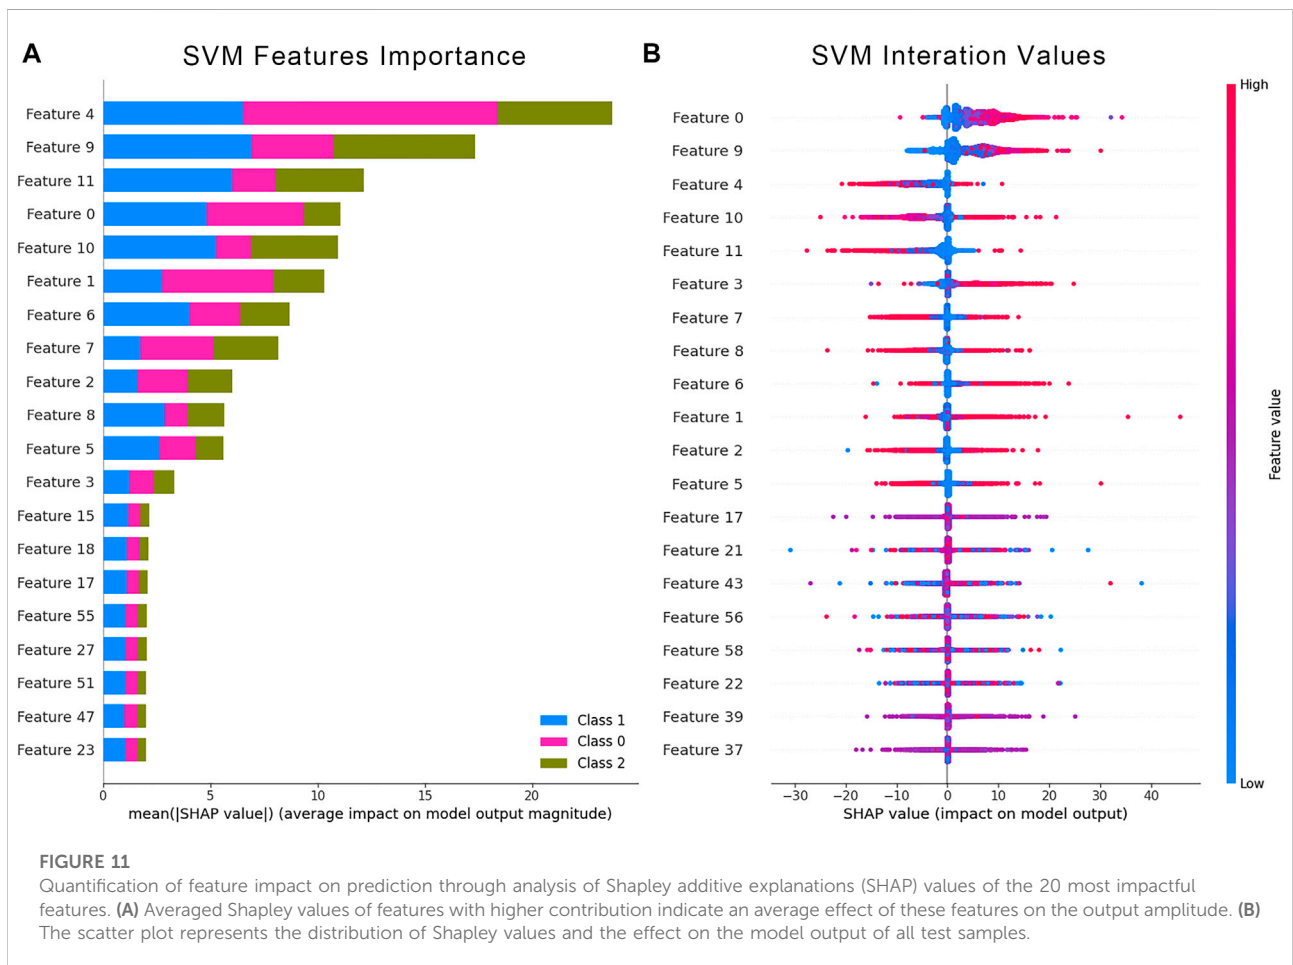 A
SVM Features Importance
Feature 4
Feature 9
Feature 11
Feature 0
Feature 10
Feature 1
Feature 6
Feature 7
Feature 2
Feature 8
Feature 5
Feature 3
Feature 15
Feature 18
Feature 17
Feature 55
Feature 27
Feature 51
Feature 47
Feature 23
Class 1
Class 0
Class 2
0 5 10 15 20
mean(|SHAP value|) (average impact on model output magnitude)
B
SVM Interation Values
Feature 0
Feature 9
Feature 4
Feature 10
Feature 11
Feature 3
Feature 7
Feature 8
Feature 6
Feature 1
Feature 2
Feature 5
Feature 17
Feature 21
Feature 43
Feature 56
Feature 58
Feature 22
Feature 39
Feature 37
−30 −20 −10 0 10 20 30 40
SHAP value (impact on model output)
High
Feature value
Low
FIGURE 11
Quantification of feature impact on prediction through analysis of Shapley additive explanations (SHAP) values of the 20 most impactful
features. (A) Averaged Shapley values of features with higher contribution indicate an average effect of these features on the output amplitude. (B)
The scatter plot represents the distribution of Shapley values and the effect on the model output of all test samples.